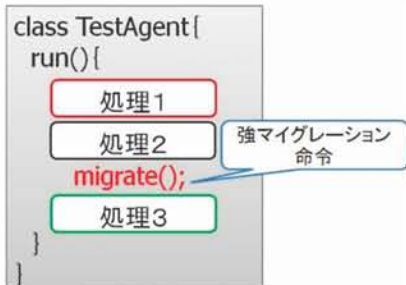 class TestAgent{
run(){
処理1
処理2
強マイグレーション
命令
migrate();
処理3
}
}